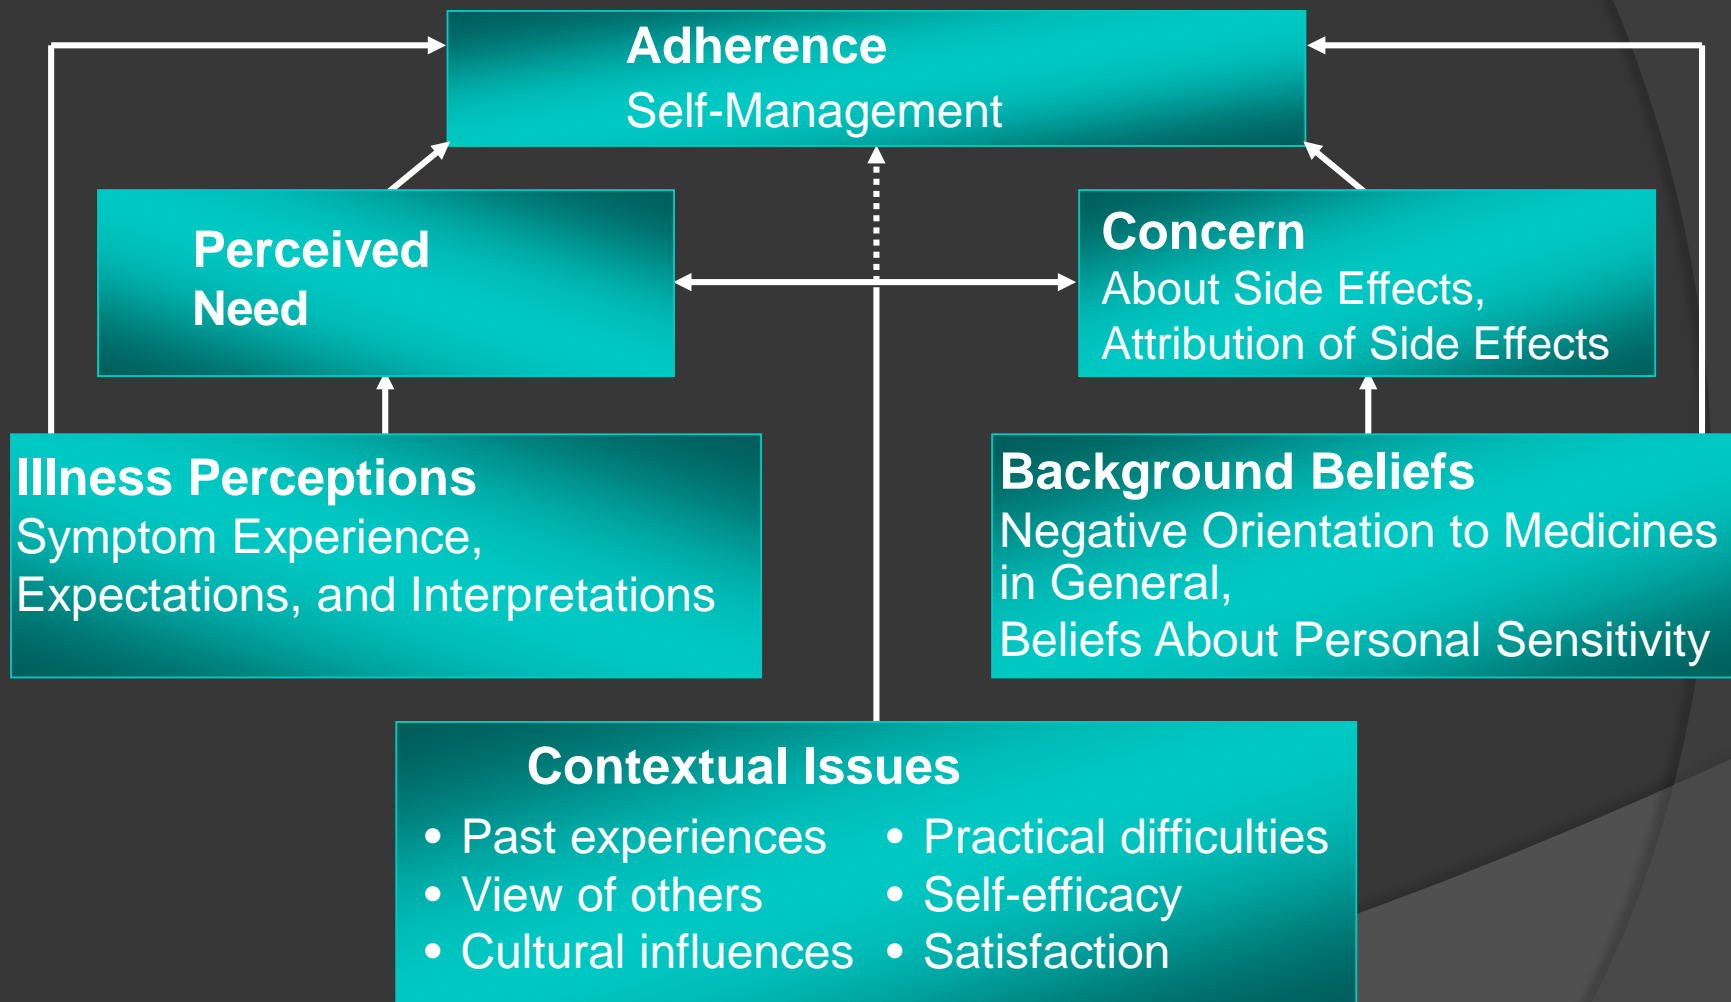 Adherence
Self-Management
Perceived
Need
Concern
About Side Effects,
Attribution of Side Effects
Illness Perceptions
Symptom Experience,
Expectations, and Interpretations
Background Beliefs
Negative Orientation to Medicines
in General,
Beliefs About Personal Sensitivity
Contextual Issues
• Past experiences
• View of others
• Cultural influences
• Practical difficulties
• Self-efficacy
• Satisfaction